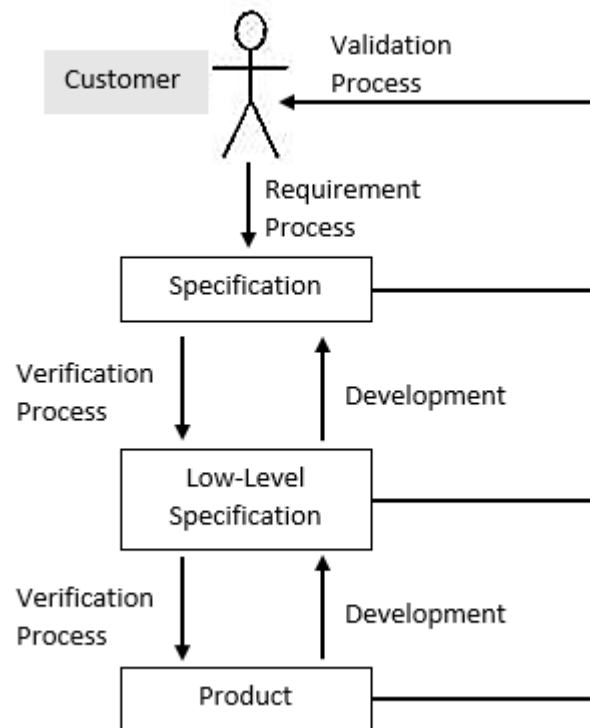 Validation
Process
Customer
Requirement
Process
Specification
Verification
Process
Development
Low-Level
Specification
Verification
Process
Development
Product